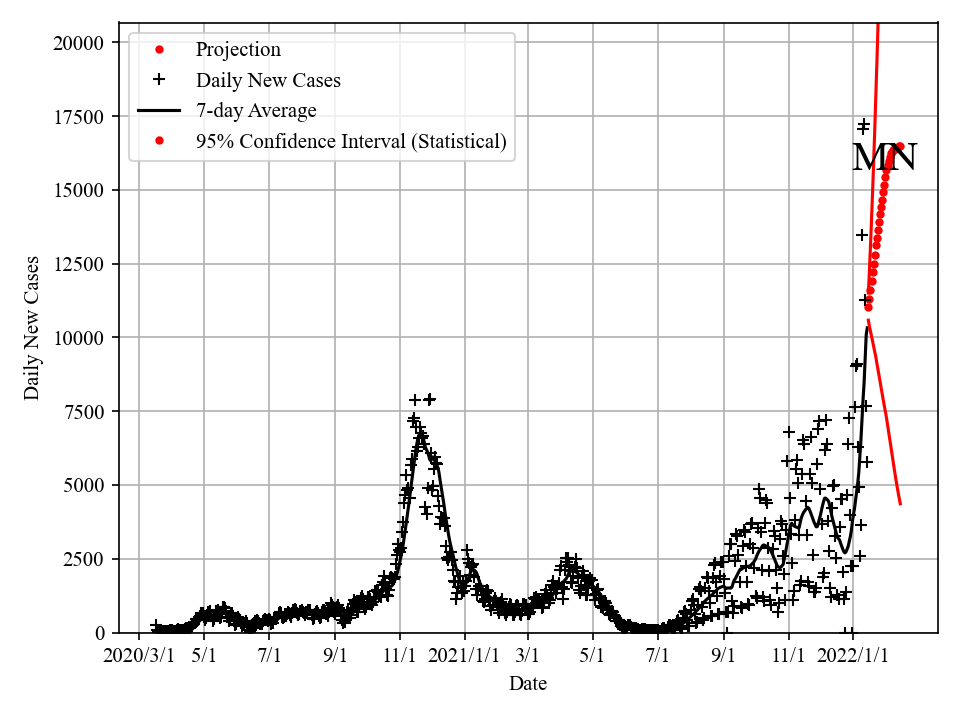 20000
17500
15000
12500
10000
7500
5000
2500
0
Daily New Cases
Projection
Daily New Cases
7-day Average
95% Confidence Interval (Statistical)
MN
2020/3/1 5/1 7/1 9/1 11/1 2021/1/1 3/1 5/1 7/1 9/1 11/1 2022/1/1
Date